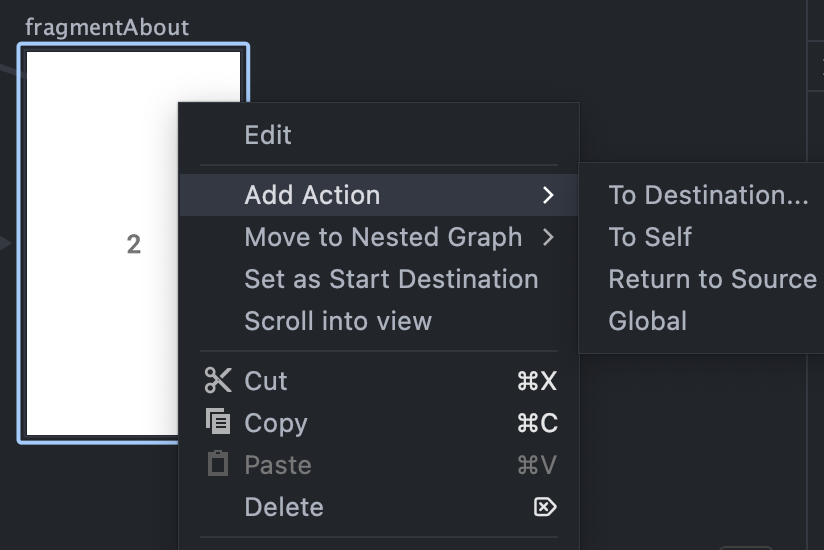 fragmentAbout
2
Edit
Add Action
Move to Nested Graph
Set as Start Destination
Scroll into view
Cut ⌘X
Copy ⌘C
Paste ⌘V
Delete
To Destination...
To Self
Return to Source
Global